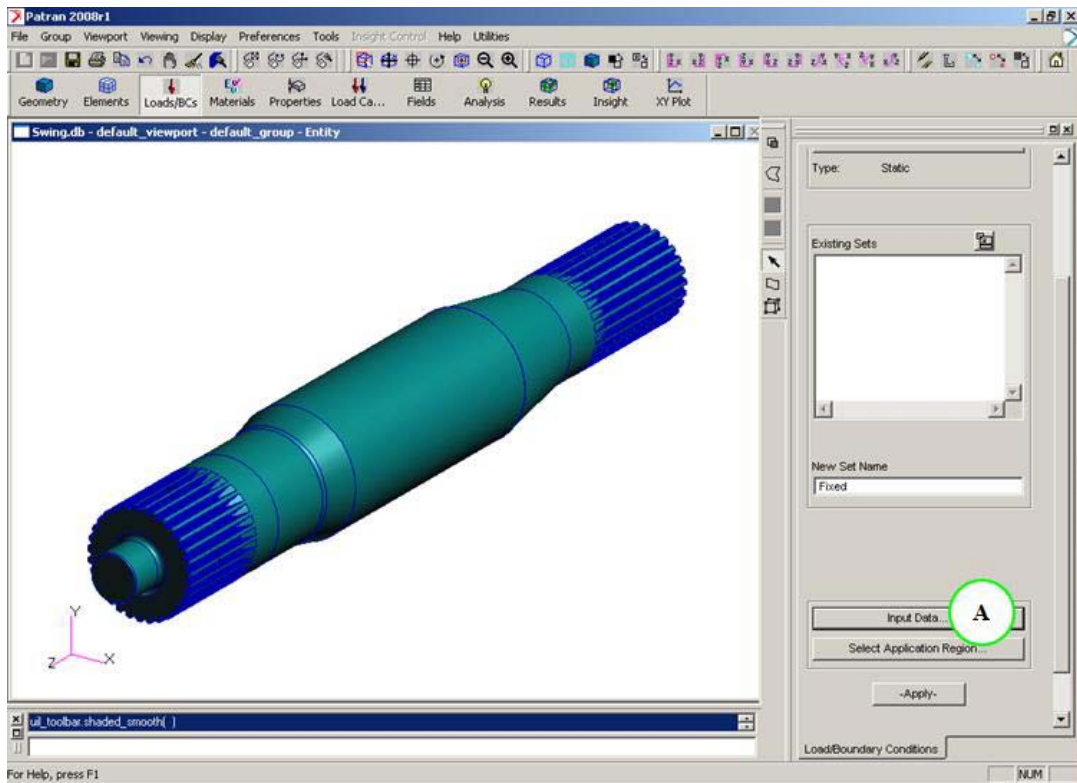 Patran 2008r1
File Group Viewport Viewing Display Preferences Tools Insight Control Help Utilities
Geometry Elements Loads/BCs Materials Properties Load Ca... Fields Analysis Results Insight XY Plot
Swing.db - default_viewport - default_group - Entity
Type: Static
Existing Sets
New Set Name
Fixed
Input Data...
A
Select Application Region...
-Apply-
Y
Z
X
uil_toolbar.shaded_smooth( )
Load/Boundary Conditions
For Help, press F1
NUM